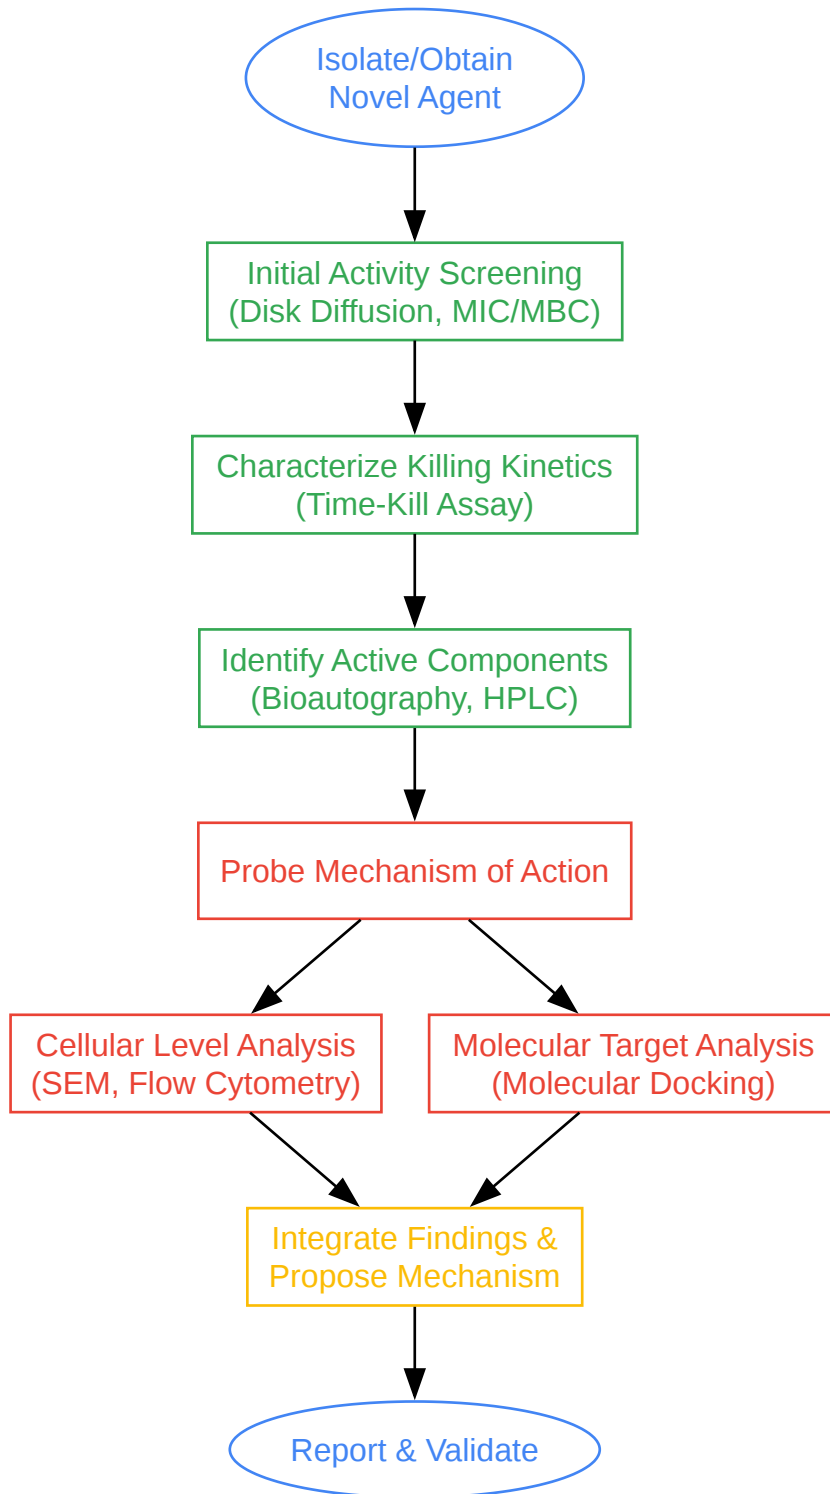 Isolate/Obtain
Novel Agent
Initial Activity Screening
(Disk Diffusion, MIC/MBC)
Characterize Killing Kinetics
(Time-Kill Assay)
Identify Active Components
(Bioautography, HPLC)
Probe Mechanism of Action
Cellular Level Analysis
(SEM, Flow Cytometry)
Molecular Target Analysis
(Molecular Docking)
Integrate Findings &
Propose Mechanism
Report & Validate